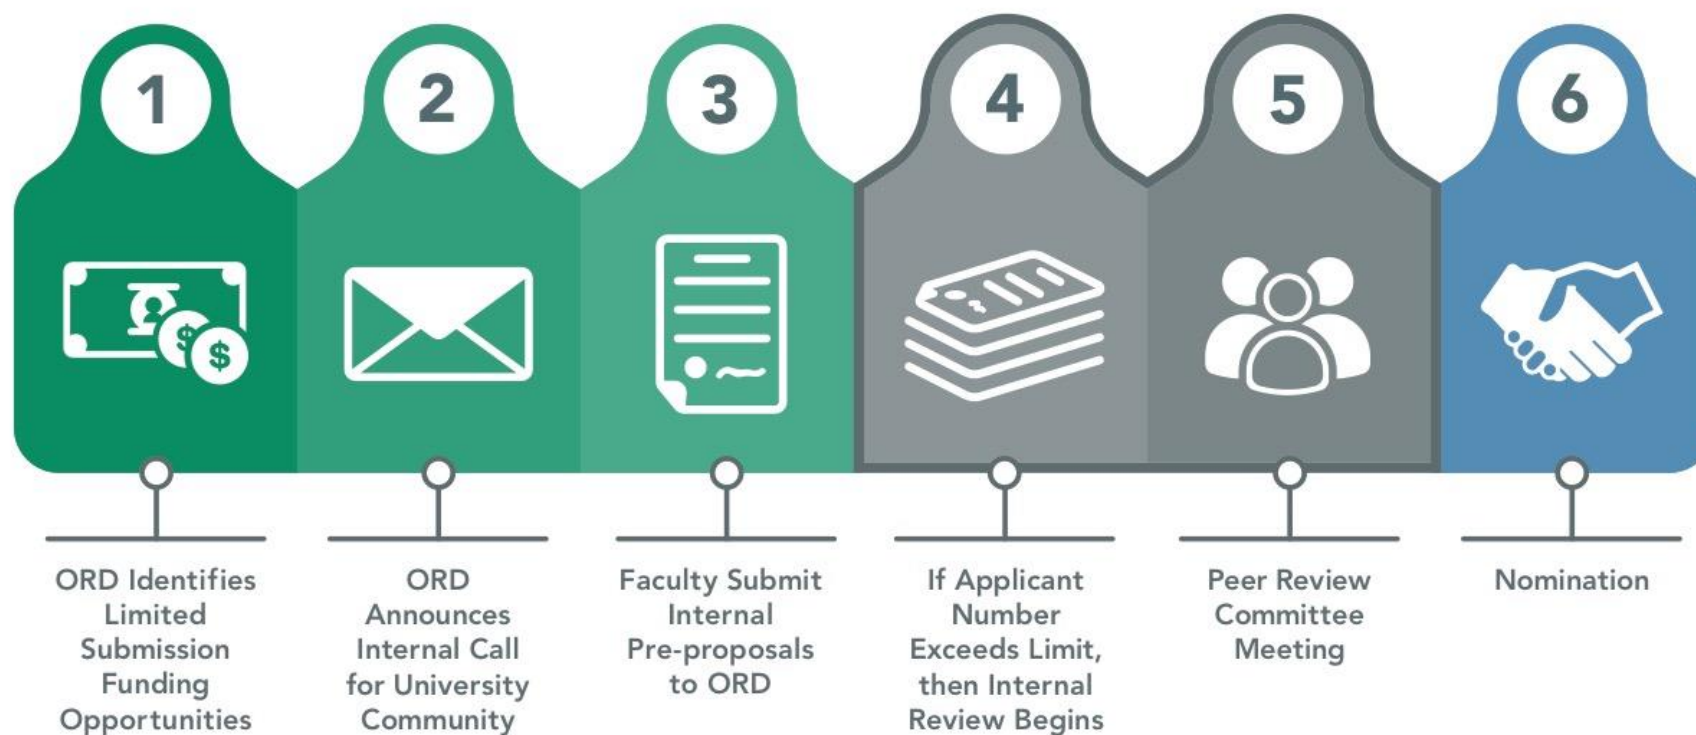 1
2
3
4
5
6
$
$
ORD Identifies
Limited
Submission
Funding
Opportunities
ORD
Announces
Internal Call
for University
Community
Faculty Submit
Internal
Pre-proposals
to ORD
If Applicant
Number
Exceeds Limit,
then Internal
Review Begins
Peer Review
Committee
Meeting
Nomination